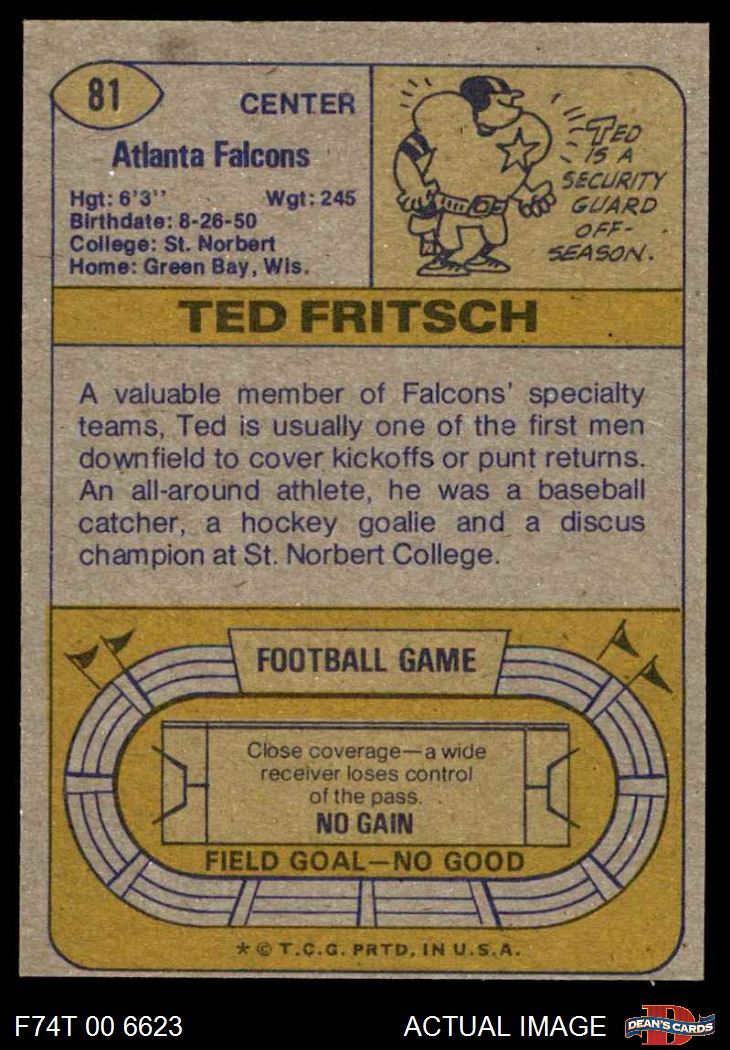 81
CENTER
Atlanta Falcons
Hgt: 6'3'' Wgt: 245
Birthdate: 8-26-50
College: St. Norbert
Home: Green Bay, Wis.
TED
IS A
SECURITY
GUARD
OFF-
SEASON.
TED FRITSCH
A valuable member of Falcons' specialty
teams, Ted is usually one of the first men
downfield to cover kickoffs or punt returns.
An all-around athlete, he was a baseball
catcher, a hockey goalie and a discus
champion at St. Norbert College.
FOOTBALL GAME
Close coverage—a wide
receiver loses control
of the pass.
NO GAIN
FIELD GOAL—NO GOOD
* © T.C.G. PRTD. IN U.S.A.
F74T 00 6623
ACTUAL IMAGE
D
DEAN'S CARDS